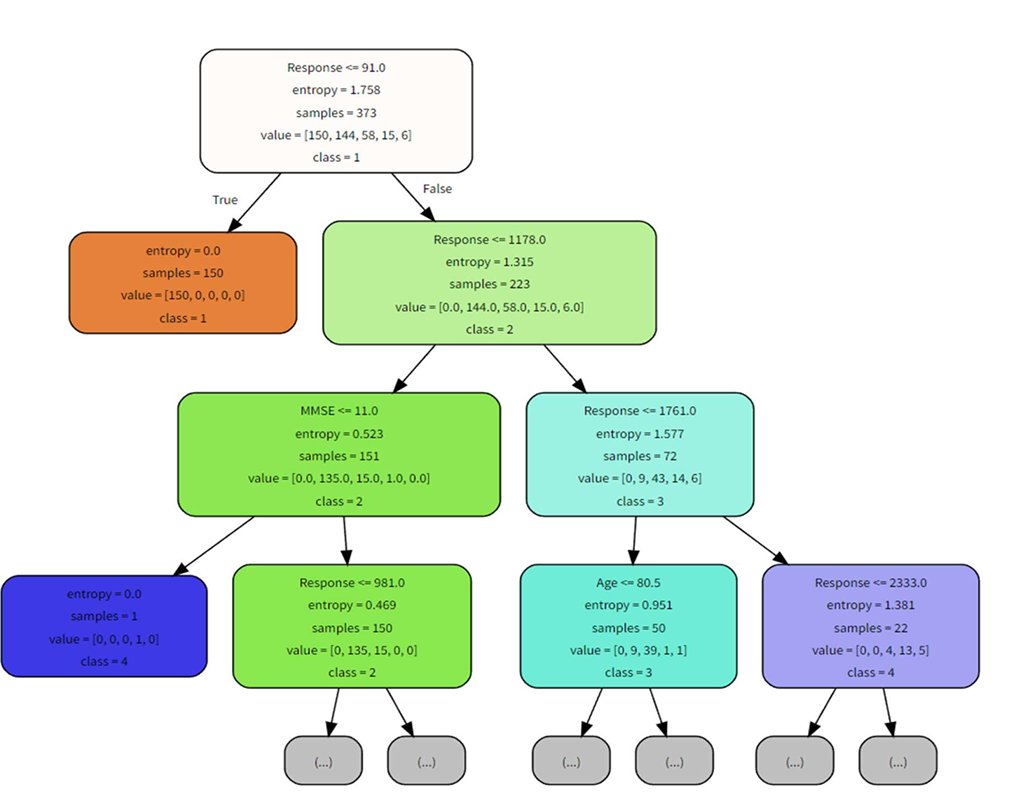 Response <= 91.0
entropy = 1.758
samples = 373
value = [150, 144, 58, 15, 6]
class = 1
True
False
entropy = 0.0
samples = 150
value = [150, 0, 0, 0, 0]
class = 1
Response <= 1178.0
entropy = 1.315
samples = 223
value = [0.0, 144.0, 58.0, 15.0, 6.0]
class = 2
MMSE <= 11.0
entropy = 0.523
samples = 151
value = [0.0, 135.0, 15.0, 1.0, 0.0]
class = 2
Response <= 1761.0
entropy = 1.577
samples = 72
value = [0, 9, 43, 14, 6]
class = 3
entropy = 0.0
samples = 1
value = [0, 0, 0, 1, 0]
class = 4
Response <= 981.0
entropy = 0.469
samples = 150
value = [0, 135, 15, 0, 0]
class = 2
Age <= 80.5
entropy = 0.951
samples = 50
value = [0, 9, 39, 1, 1]
class = 3
Response <= 2333.0
entropy = 1.381
samples = 22
value = [0, 0, 4, 13, 5]
class = 4
(...)
(...)
(...)
(...)
(...)
(...)